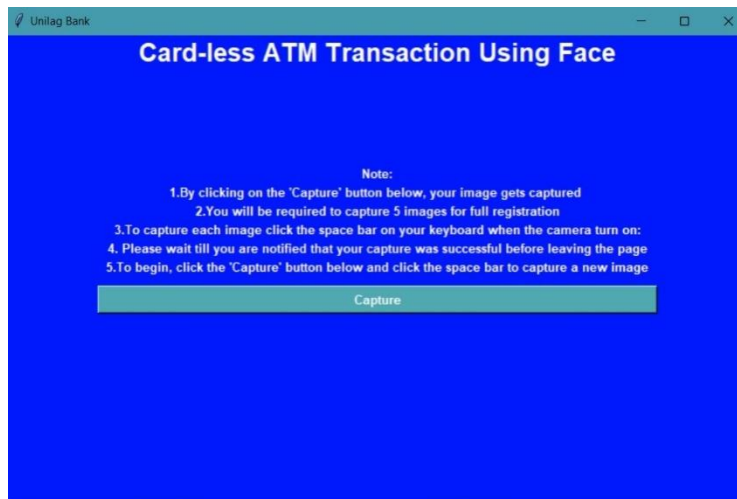 Unilag Bank
Card-less ATM Transaction Using Face
Note:
1.By clicking on the 'Capture' button below, your image gets captured
2.You will be required to capture 5 images for full registration
3.To capture each image click the space bar on your keyboard when the camera turn on:
4. Please wait till you are notified that your capture was successful before leaving the page
5.To begin, click the 'Capture' button below and click the space bar to capture a new image
Capture